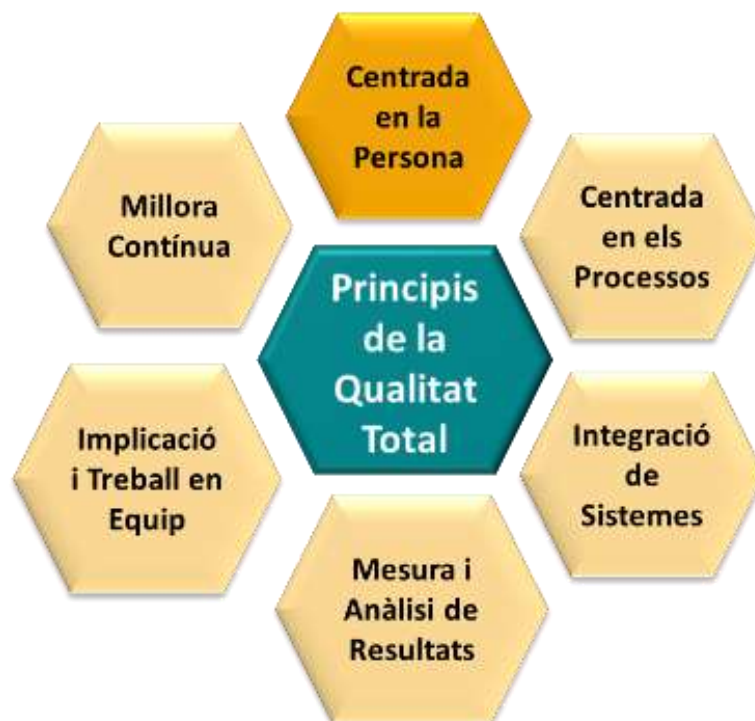 Centrada
en la
Persona
Millora
Contínua
Centrada
en els
Processos
Principis
de la
Qualitat
Total
Implicació
i Treball en
Equip
Integració
de
Sistemes
Mesura i
Anàlisi de
Resultats